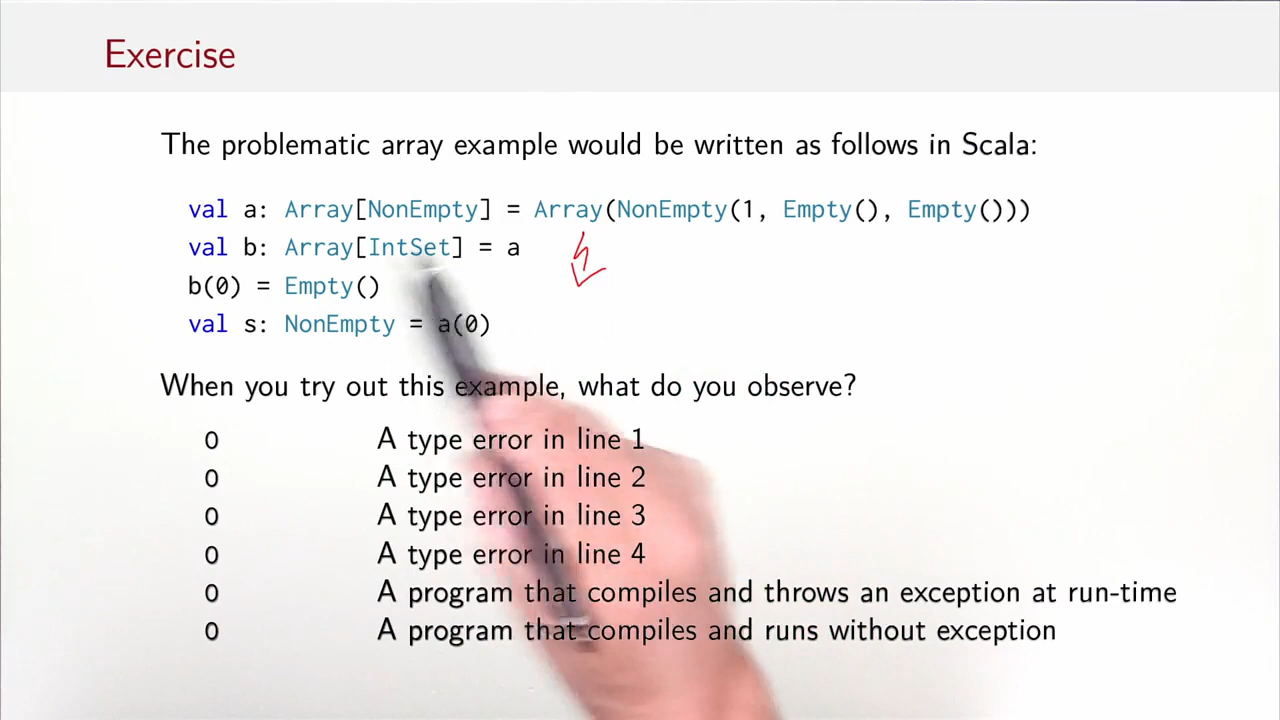 Exercise
The problematic array example would be written as follows in Scala:
val a: Array[NonEmpty] = Array(NonEmpty(1, Empty(), Empty()))
val b: Array[IntSet] = a
b(0) = Empty()
val s: NonEmpty = a(0)
When you try out this example, what do you observe?
0 A type error in line 1
0 A type error in line 2
0 A type error in line 3
0 A type error in line 4
0 A program that compiles and throws an exception at run-time
0 A program that compiles and runs without exception